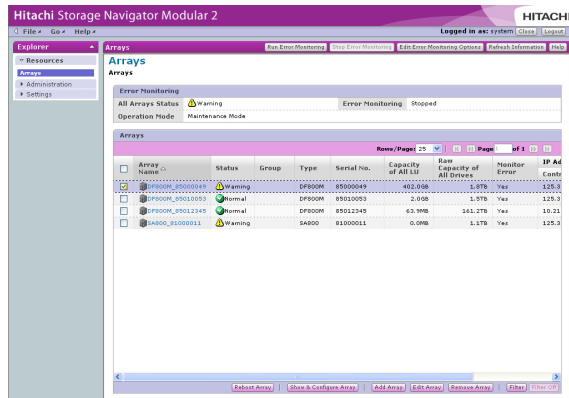 Hitachi Storage Navigator Modular 2
HITACHI
File Go Help
Logged in as: system Close Logout
Explorer
Arrays
Run Error Monitoring Stop Error Monitoring Edit Error Monitoring Options Refresh Information Help
Resources
Arrays
Administration
Settings
Arrays
Arrays
Error Monitoring
All Arrays Status Warning Error Monitoring Stopped
Operation Mode Maintenance Mode
Arrays
Rows/Page: 25 Page 1 of 1
Array Name Status Group Type Serial No. Capacity of All LU Raw Capacity of All Drives Monitor Error IP Ad
Contr
DF800M_85000049 Warning DF800M 85000049 402.0GB 1.8TB Yes 125.3
DF800M_85010053 Normal DF800M 85010053 2.0GB 1.5TB Yes 125.3
DF800M_85012345 Normal DF800M 85012345 63.9MB 161.2TB Yes 10.21
SA800_81000011 Warning SA800 81000011 0.0MB 1.1TB Yes 125.3
Reboot Array Show & Configure Array Add Array Edit Array Remove Array Filter Filter Off